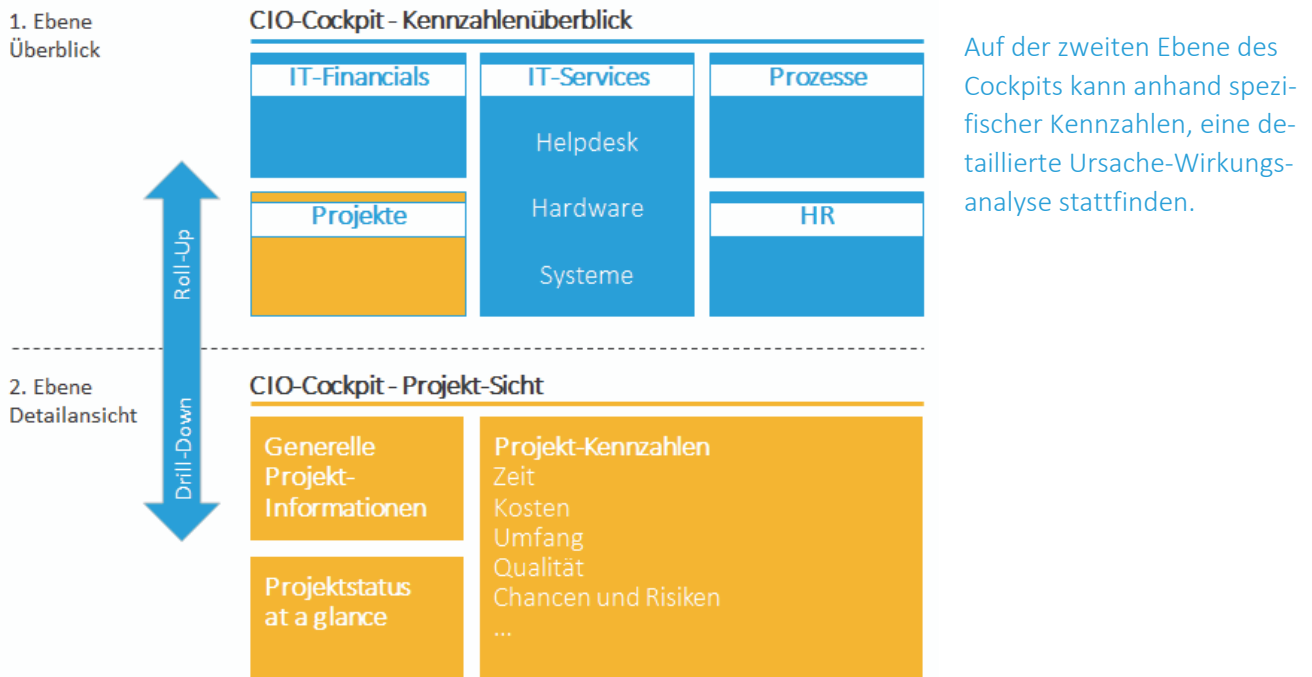 1. Ebene
Überblick
CIO-Cockpit - Kennzahlenüberblick
IT-Financials
IT-Services
Prozesse
Helpdesk
Hardware
Systeme
Projekte
HR
Auf der zweiten Ebene des
Cockpits kann anhand spezi-
fischer Kennzahlen, eine de-
taillierte Ursache-Wirkungs-
analyse stattfinden.
Roll-Up
Drill-Down
2. Ebene
Detailansicht
CIO-Cockpit - Projekt-Sicht
Generelle
Projekt-
Informationen
Projektstatus
at a glance
Projekt-Kennzahlen
Zeit
Kosten
Umfang
Qualität
Chancen und Risiken
...